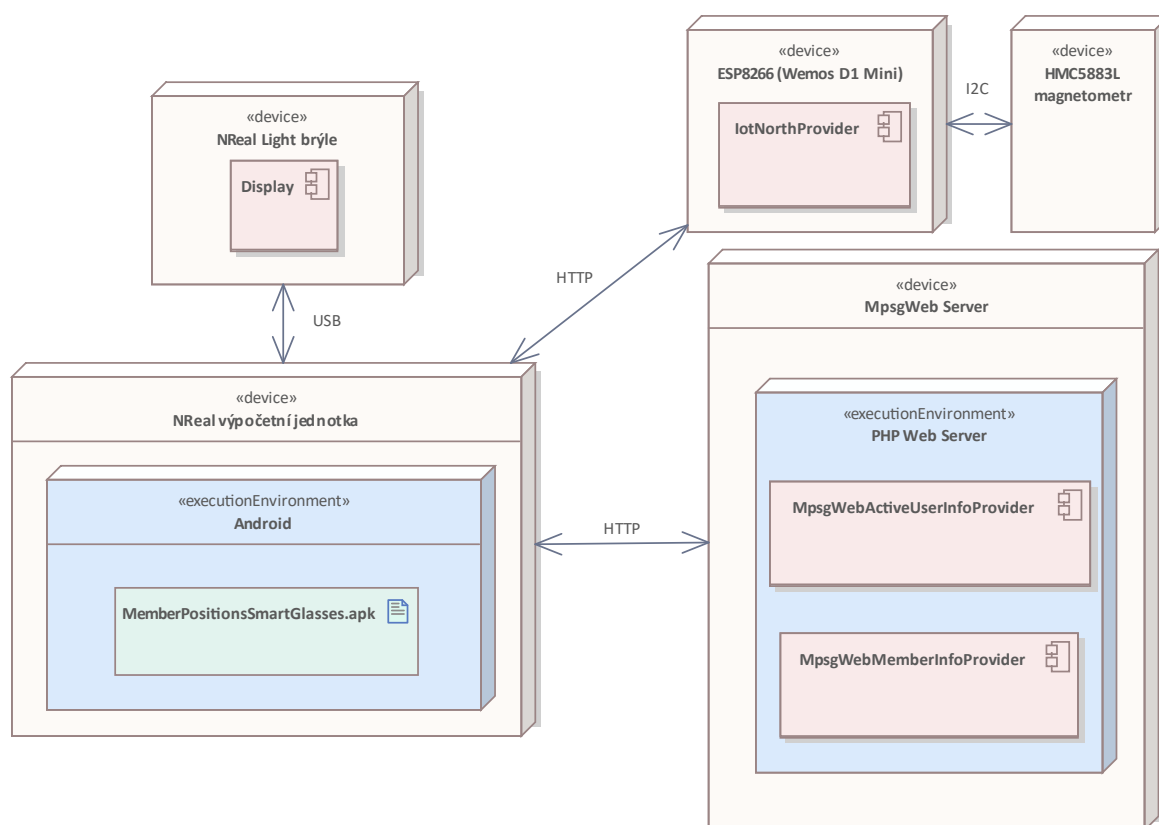 «device»
NReal Light brýle
Display
USB
«device»
ESP8266 (Wemos D1 Mini)
IotNorthProvider
I2C
«device»
HMC5883L
magnetometr
HTTP
«device»
NReal výpočetní jednotka
«executionEnvironment»
Android
MemberPositionsSmartGlasses.apk
HTTP
«device»
MpsgWeb Server
«executionEnvironment»
PHP Web Server
MpsgWebActiveUserInfoProvider
MpsgWebMemberInfoProvider